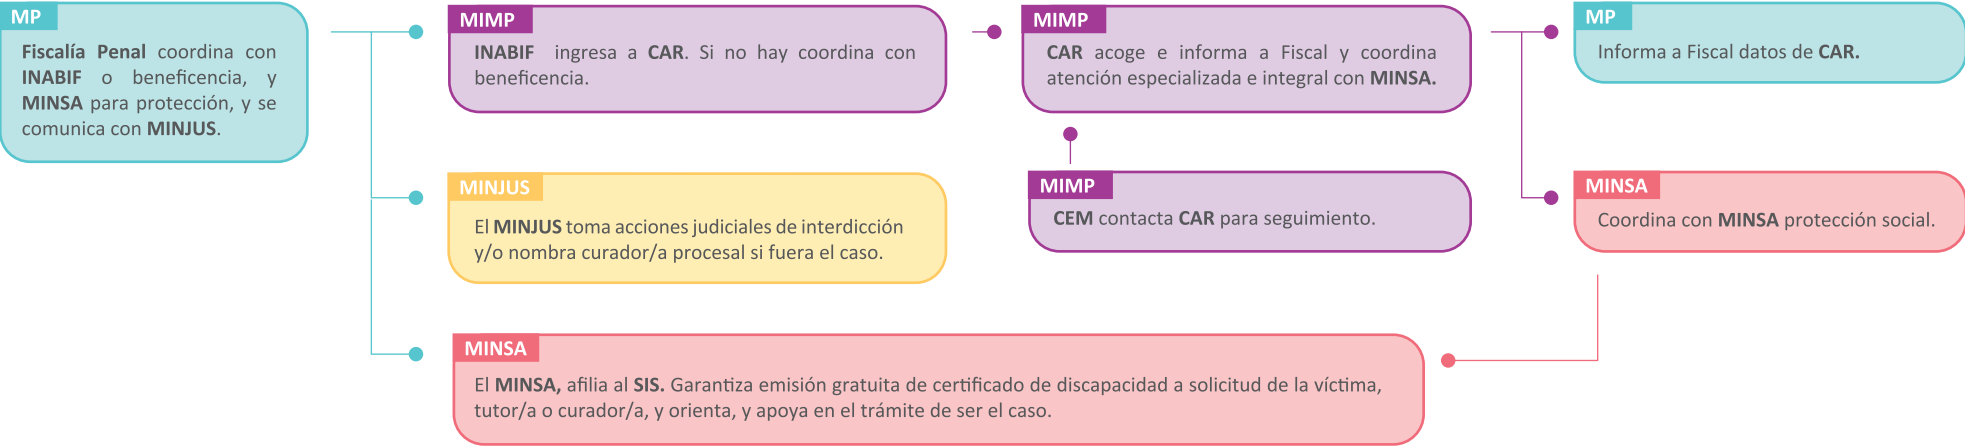 MP
Fiscalía Penal coordina con
INABIF o beneficencia, y
MINSA para protección, y se
comunica con MINJUS.
MIMP
INABIF ingresa a CAR. Si no hay coordina con
beneficencia.
MIMP
CAR acoge e informa a Fiscal y coordina
atención especializada e integral con MINSA.
MP
Informa a Fiscal datos de CAR.
MINJUS
El MINJUS toma acciones judiciales de interdicción
y/o nombra curador/a procesal si fuera el caso.
MIMP
CEM contacta CAR para seguimiento.
MINSA
Coordina con MINSA protección social.
MINSA
El MINSA, afilia al SIS. Garantiza emisión gratuita de certificado de discapacidad a solicitud de la víctima,
tutor/a o curador/a, y orienta, y apoya en el trámite de ser el caso.